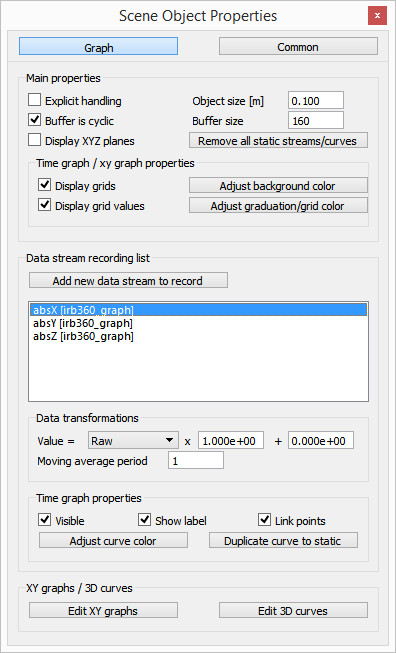 Scene Object Properties
x
Graph Common
Main properties
Explicit handling Object size [m] 0.100
Buffer is cyclic Buffer size 160
Display XYZ planes Remove all static streams/curves
Time graph / xy graph properties
Display grids Adjust background color
Display grid values Adjust graduation/grid color
Data stream recording list
Add new data stream to record
absX [irb360_graph]
absY [irb360_graph]
absZ [irb360_graph]
Data transformations
Value = Raw x 1.000e+00 + 0.000e+00
Moving average period 1
Time graph properties
Visible Show label Link points
Adjust curve color Duplicate curve to static
XY graphs / 3D curves
Edit XY graphs Edit 3D curves